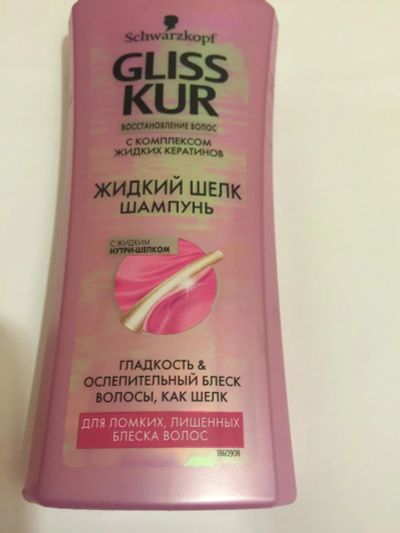 Schwarzkopf
GLISS
KUR
ВОССТАНОВЛЕНИЕ ВОЛОС
С КОМПЛЕКСОМ
ЖИДКИХ КЕРАТИНОВ
ЖИДКИЙ ШЕЛК
ШАМПУНЬ
С ЖИДКИМ
НУТРИ-ШЕЛКОМ
ГЛАДКОСТЬ &
ОСЛЕПИТЕЛЬНЫЙ БЛЕСК
ВОЛОСЫ, КАК ШЕЛК
ДЛЯ ЛОМКИХ, ЛИШЕННЫХ
БЛЕСКА ВОЛОС
1860908